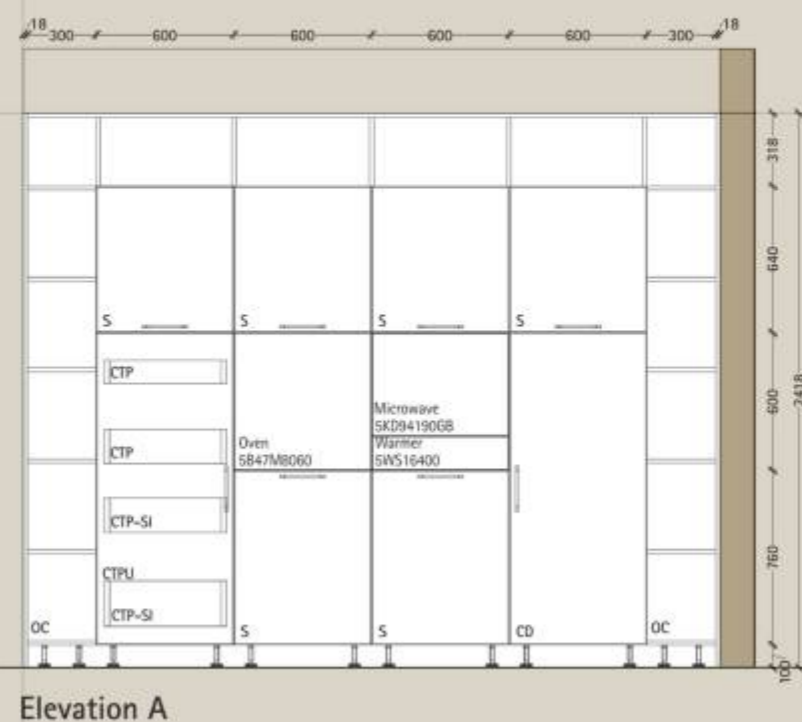 18 300 600 600 600 600 300 18
318
640
S S S S
CTP
600
2418
Microwave
5KD94190GB
CTP
Oven
Warmer
5B47M8060
5WS16400
CTP-SI
760
CTPU
CTP-SI
OC S S CD OC
100
Elevation A